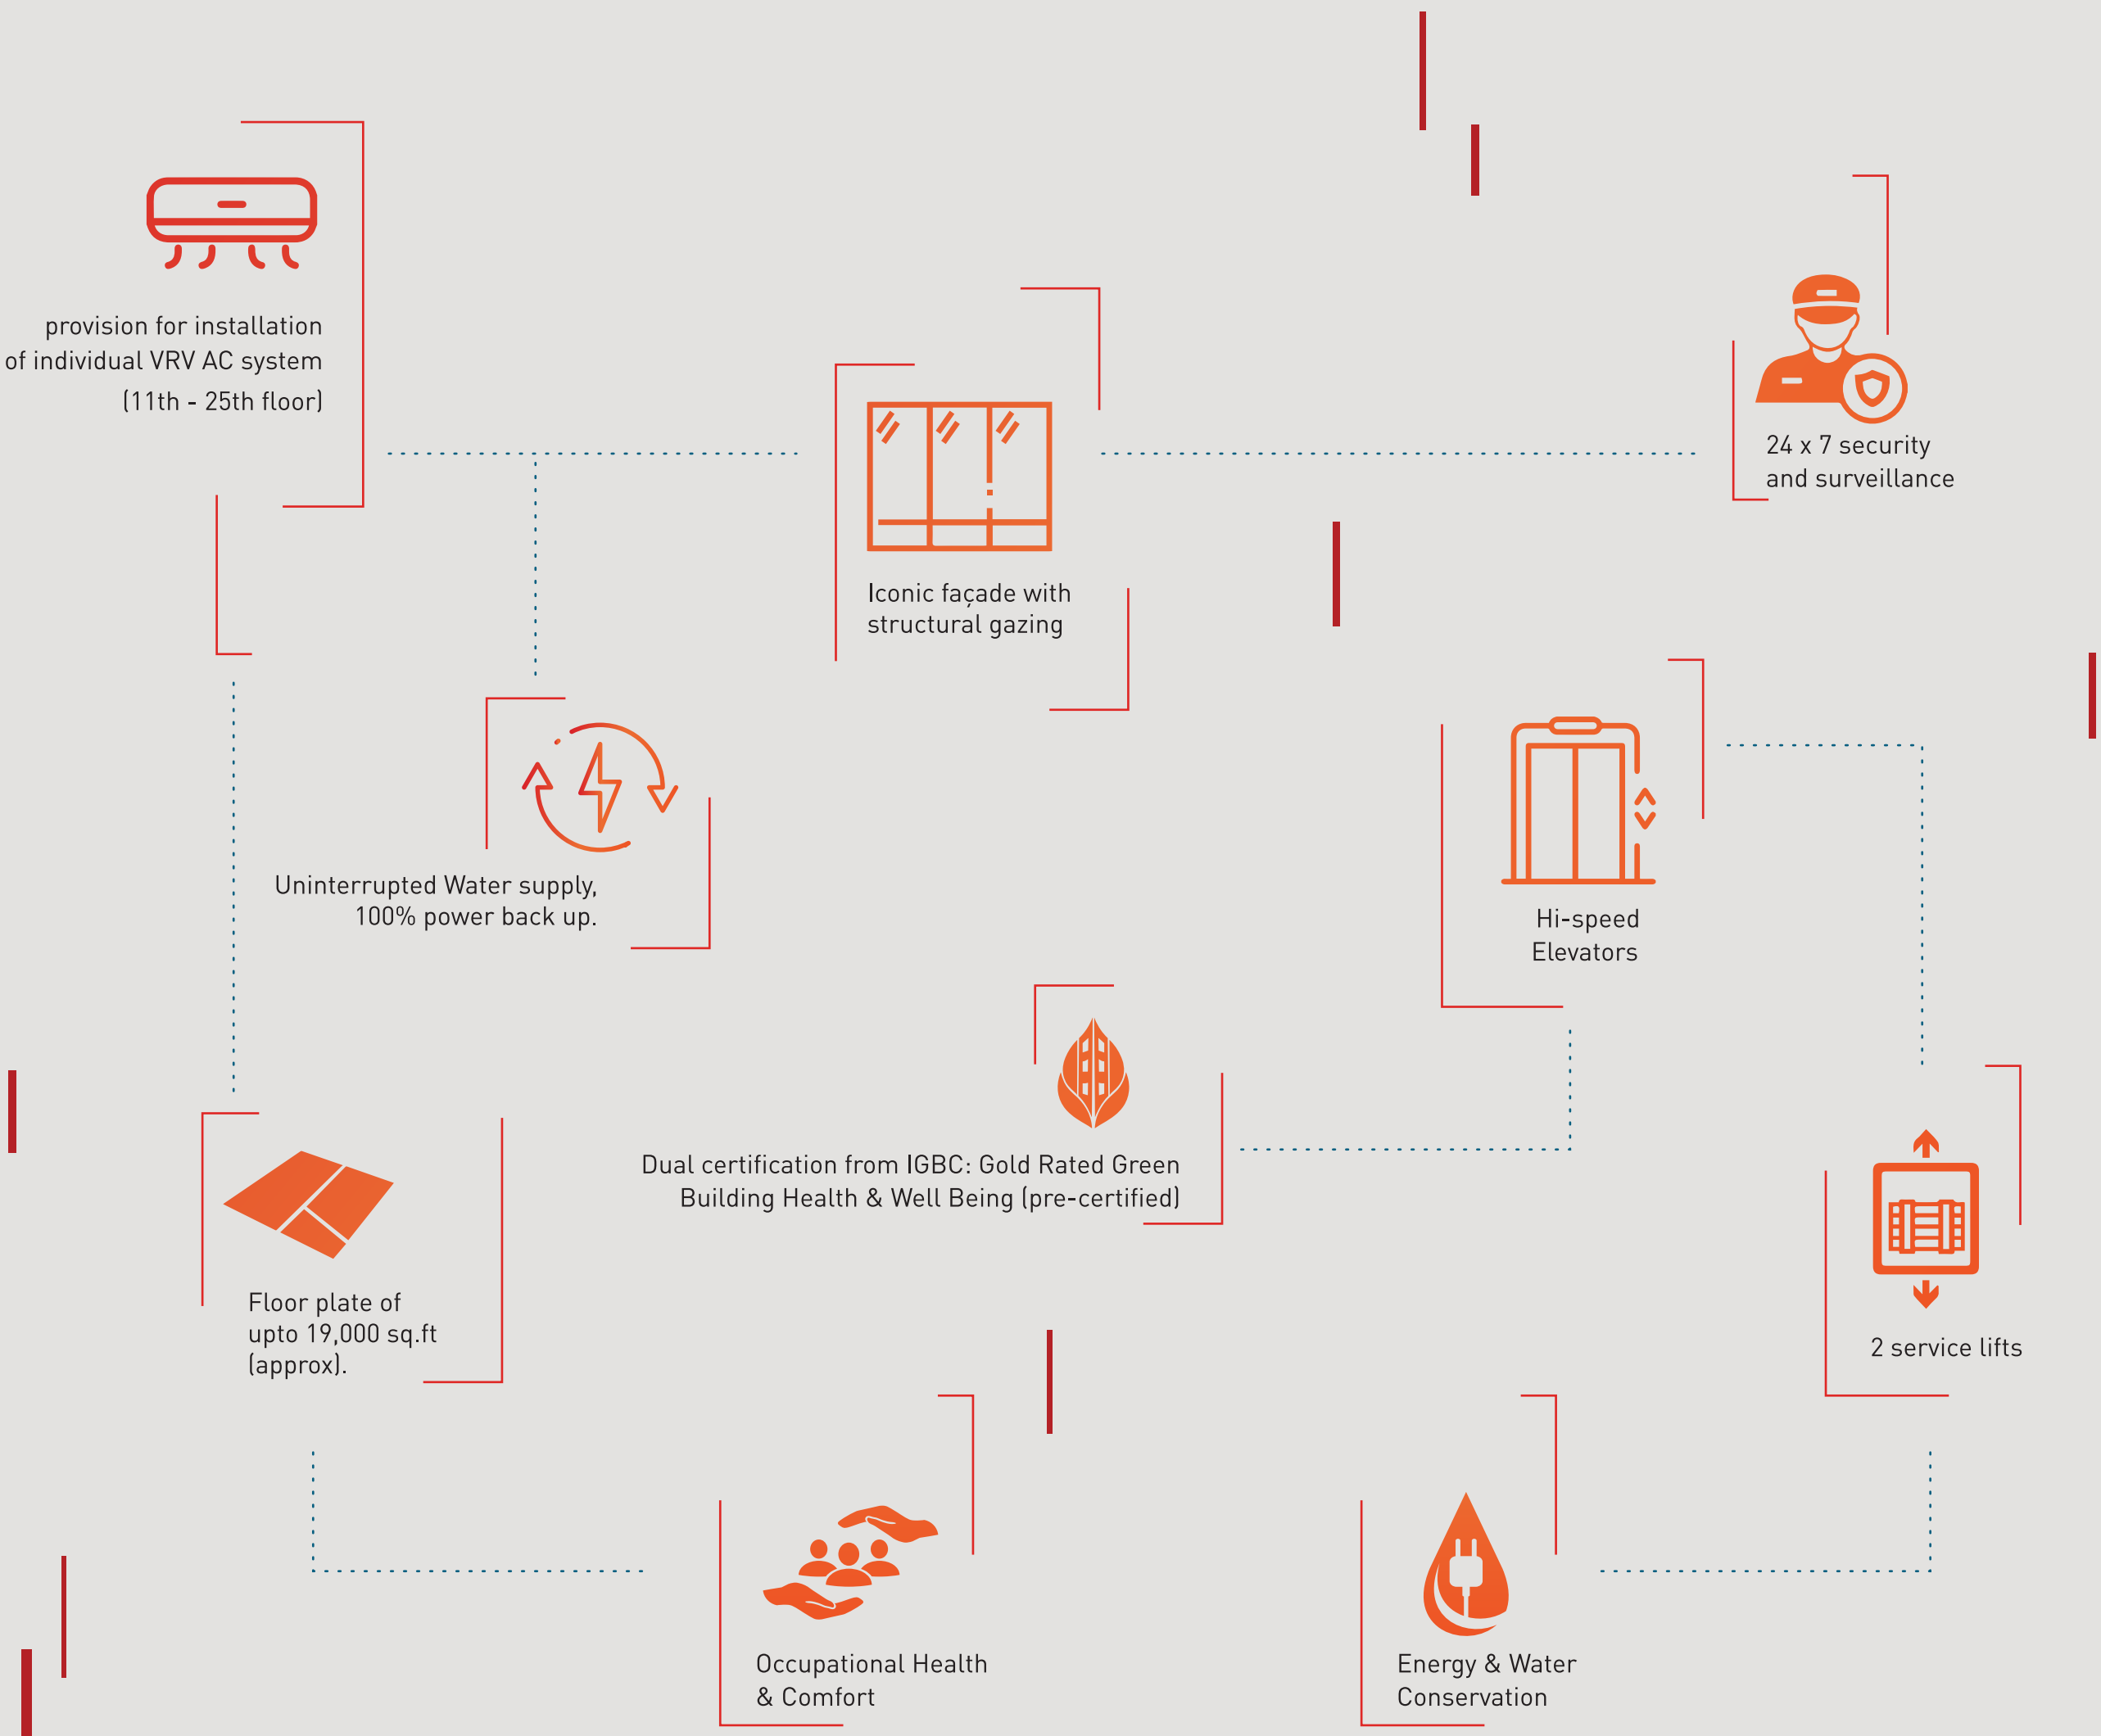 provision for installation
of individual VRV AC system
(11th - 25th floor)
24 x 7 security
and surveillance
Iconic façade with
structural gazing
Uninterrupted Water supply,
100% power back up.
Hi-speed
Elevators
Dual certification from IGBC: Gold Rated Green
Building Health & Well Being (pre-certified)
Floor plate of
upto 19,000 sq.ft
(approx).
2 service lifts
Occupational Health
& Comfort
Energy & Water
Conservation